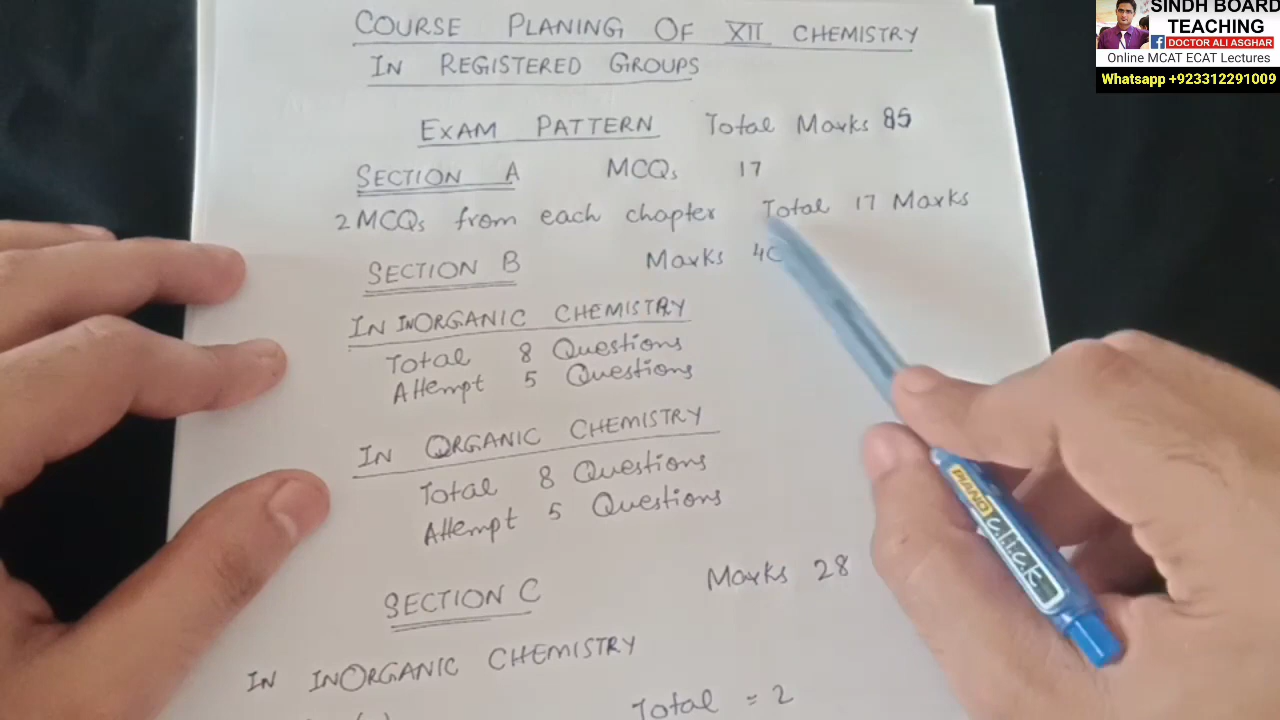 SINDH BOARD
TEACHING
DOCTOR ALI ASGHAR
Online MCAT ECAT Lectures
Whatsapp +923312291009
COURSE PLANING OF XII CHEMISTRY
IN REGISTERED GROUPS
EXAM PATTERN Total Marks 85
SECTION A MCQs 17
2 MCQs from each chapter Total 17 Marks
SECTION B Marks 40
IN INORGANIC CHEMISTRY
Total 8 Questions
Attempt 5 Questions
IN ORGANIC CHEMISTRY
Total 8 Questions
Attempt 5 Questions
SECTION C Marks 28
IN INORGANIC CHEMISTRY
Total = 2
PIANO
click